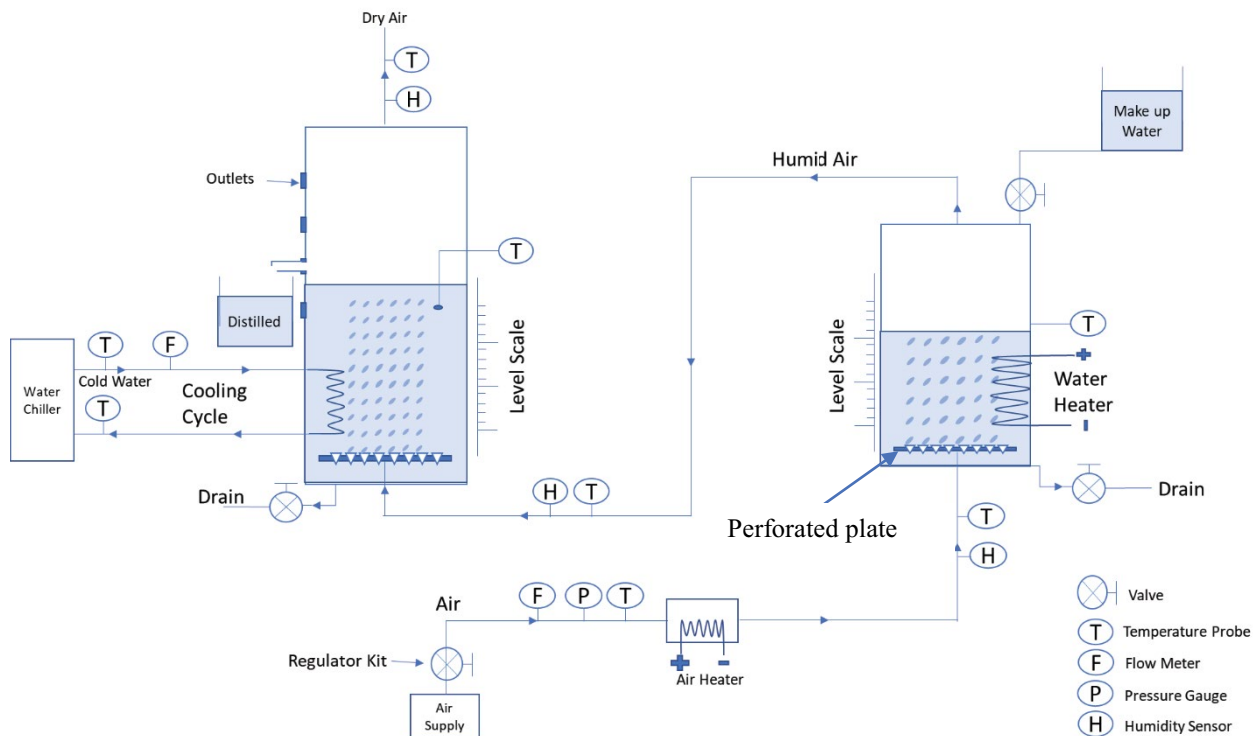 Dry Air
T
H
Make up
Water
Humid Air
Outlets
T
Distilled
T
F
Cold Water
Water
Chiller
Cooling
Cycle
T
Level Scale
Level Scale
T
Water
Heater
Drain
H
T
Drain
Perforated plate
T
H
Air
F
P
T
Regulator Kit
Air Heater
Air
Supply
Valve
T
Temperature Probe
F
Flow Meter
P
Pressure Gauge
H
Humidity Sensor